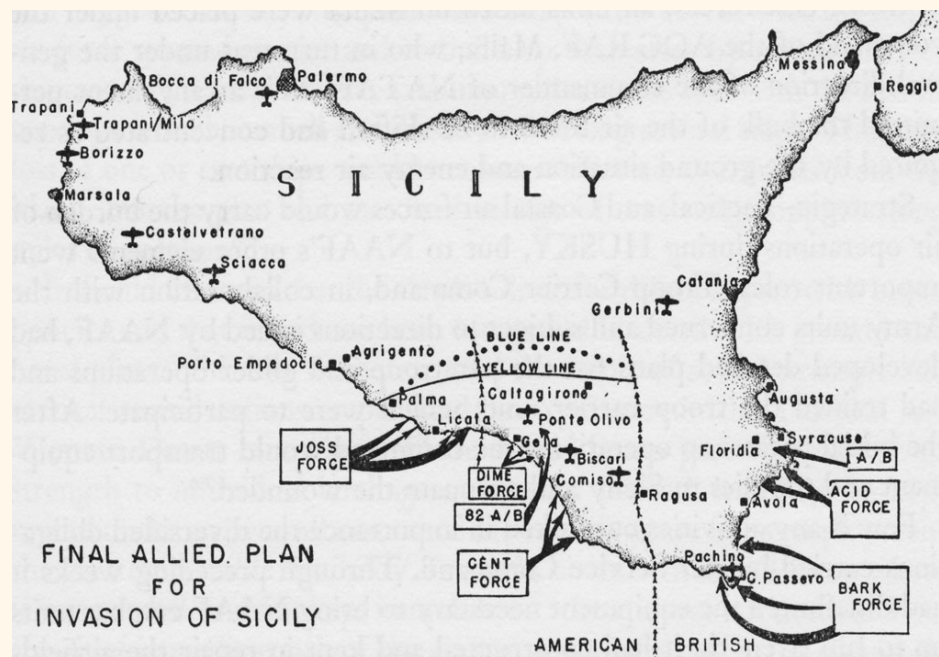 Messina
Bocca di Falco
Palermo
Reggio
Trapani
Trapani/Milo
Borizzo
SICILY
Marsala
Castelvetrano
Sciacca
Catania
Gerbini
BLUE LINE
Porto Empedocle
Agrigento
YELLOW LINE
Caltagirone
Palma
Augusta
Licata
Ponte Olivo
Gela
Floridia
Syracuse
JOSS
FORCE
Biscari
1 A/B
DIME
FORCE
Comiso
Ragusa
Avola
ACID
FORCE
82 A/B
FINAL ALLIED PLAN
FOR
INVASION OF SICILY
CENT
FORCE
Pachino
C. Passero
BARK
FORCE
AMERICAN
BRITISH